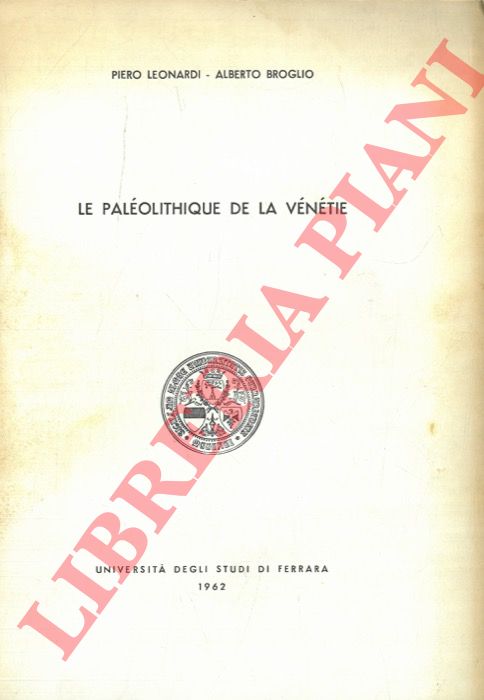 PIERO LEONARDI - ALBERTO BROGLIO
LE PALÉOLITHIQUE DE LA VÉNÉTIE
UNIVERSITÀ DEGLI STUDI DI FERRARA
1962
LIBRERIA PIANI